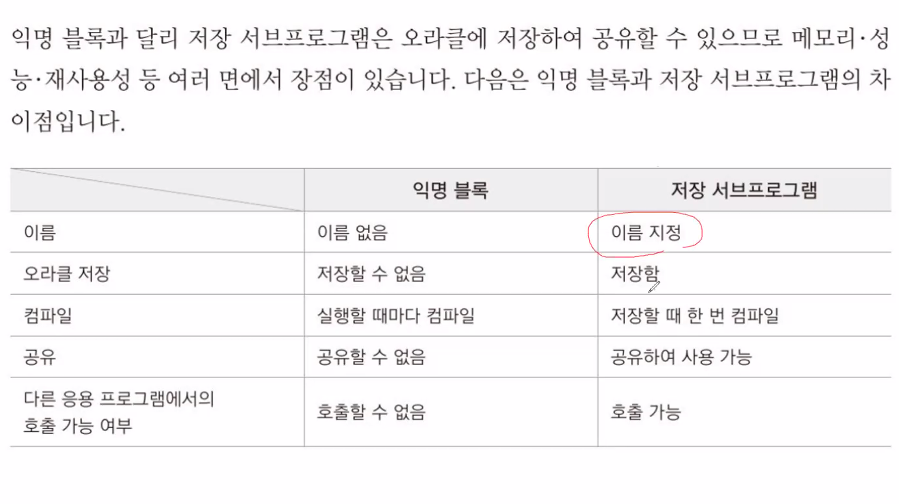 익명 블록과 달리 저장 서브프로그램은 오라클에 저장하여 공유할 수 있으므로 메모리·성
능·재사용성 등 여러 면에서 장점이 있습니다. 다음은 익명 블록과 저장 서브프로그램의 차
이점입니다.
익명 블록 저장 서브프로그램
이름 이름 없음 이름 지정
오라클 저장 저장할 수 없음 저장함
컴파일 실행할 때마다 컴파일 저장할 때 한 번 컴파일
공유 공유할 수 없음 공유하여 사용 가능
다른 응용 프로그램에서의
호출 가능 여부 호출할 수 없음 호출 가능